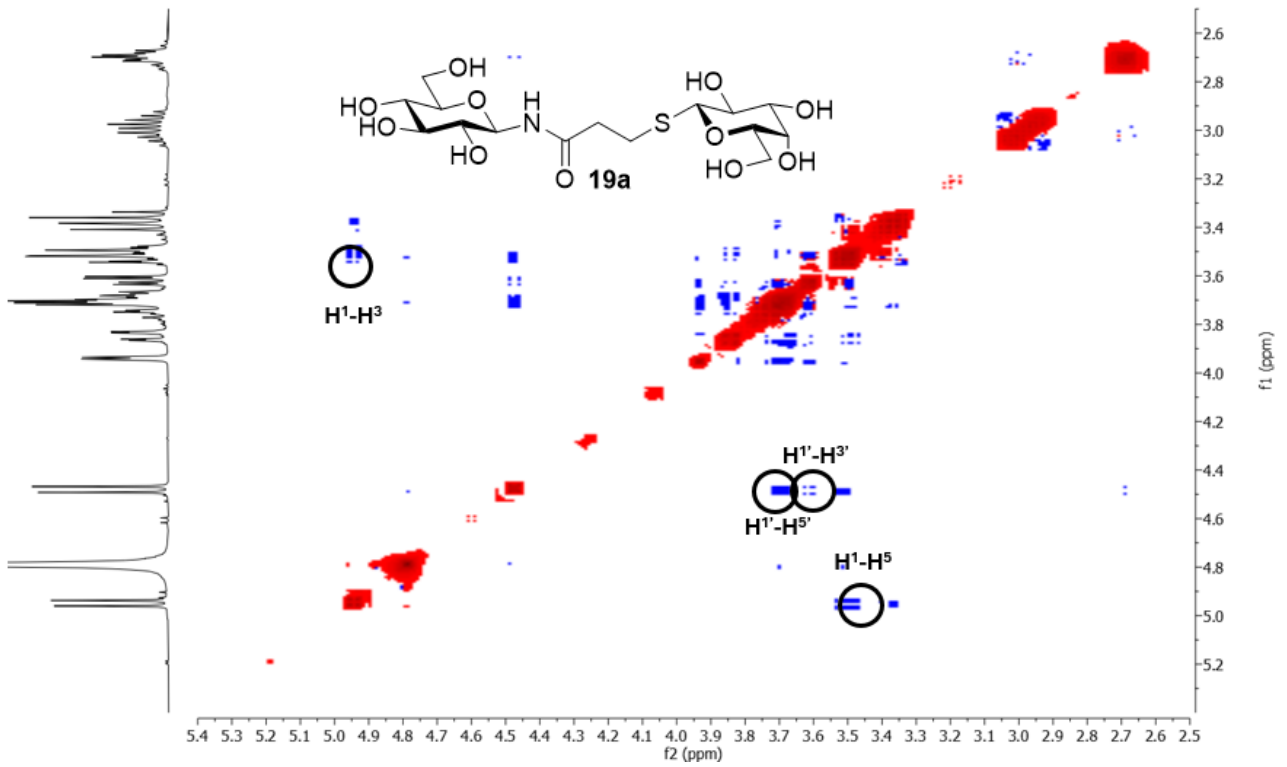 OH
HO
O
H
N
HO
HO
OH
O
S
HO
OH
O
HO
OH
19a
H¹-H³
H¹'-H³'
H¹'-H⁵'
H¹-H⁵
2.6
2.8
3.0
3.2
3.4
3.6
3.8
4.0
4.2
4.4
4.6
4.8
5.0
5.2
f1 (ppm)
5.4 5.3 5.2 5.1 5.0 4.9 4.8 4.7 4.6 4.5 4.4 4.3 4.2 4.1 4.0 3.9 3.8 3.7 3.6 3.5 3.4 3.3 3.2 3.1 3.0 2.9 2.8 2.7 2.6 2.5
f2 (ppm)